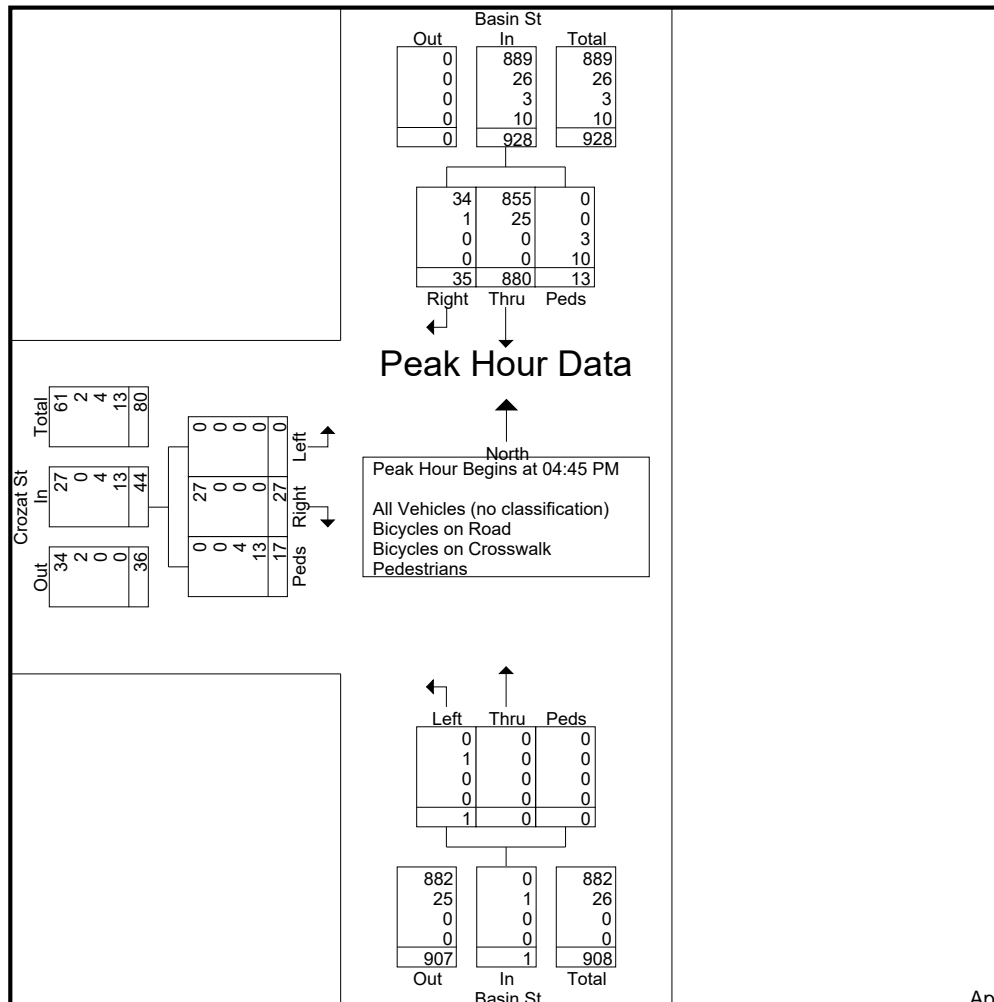 Basin St
Out In Total
0 889 889
0 26 26
0 3 3
0 10 10
0 928 928
34 855 0
1 25 0
0 0 3
0 0 10
35 880 13
Right Thru Peds
Peak Hour Data
Crozat St
Total
61 2 4 13 80
In
27 0 4 13 44
Out
34 2 0 0 36
0 0 0 0 0
Left
27 0 0 0 27
Right
0 0 4 13 17
Peds
North
Peak Hour Begins at 04:45 PM
All Vehicles (no classification)
Bicycles on Road
Bicycles on Crosswalk
Pedestrians
Left Thru Peds
0 0 0
1 0 0
0 0 0
0 0 0
1 0 0
882 0 882
25 1 26
0 0 0
0 0 0
907 1 908
Out In Total
Basin St
Ap